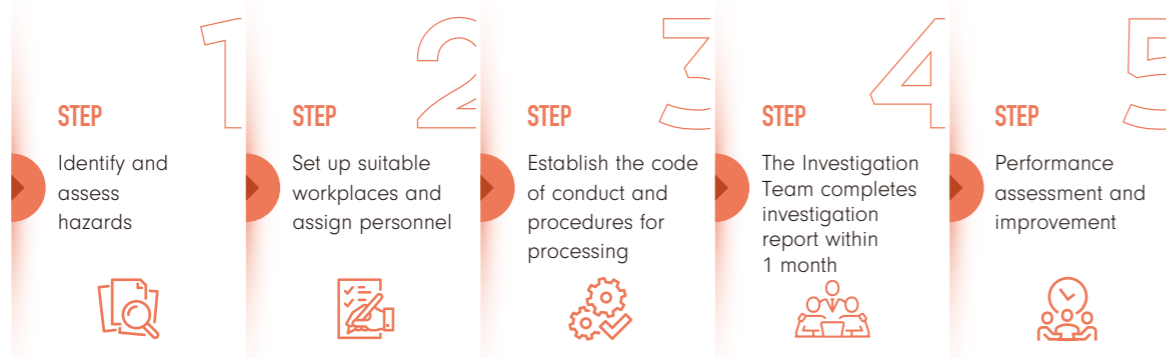 1
STEP
Identify and
assess
hazards
2
STEP
Set up suitable
workplaces and
assign personnel
3
STEP
Establish the code
of conduct and
procedures for
processing
4
STEP
The Investigation
Team completes
investigation
report within
1 month
5
STEP
Performance
assessment and
improvement